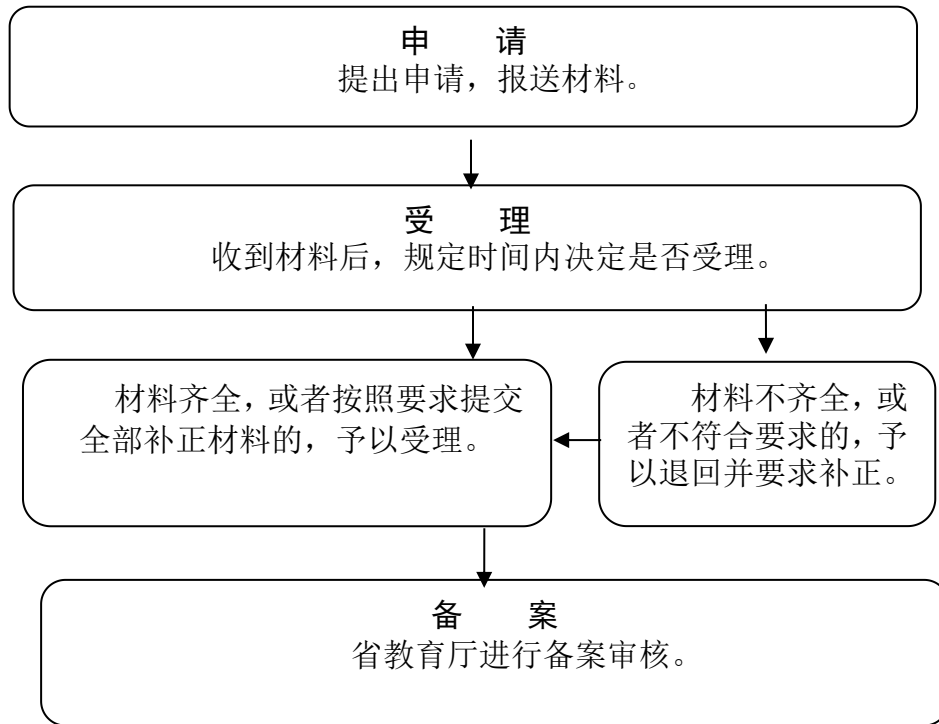 申 请
提出申请，报送材料。
受 理
收到材料后，规定时间内决定是否受理。
材料齐全，或者按照要求提交
全部补正材料的，予以受理。
材料不齐全，或
者不符合要求的，予
以退回并要求补正。
备 案
省教育厅进行备案审核。